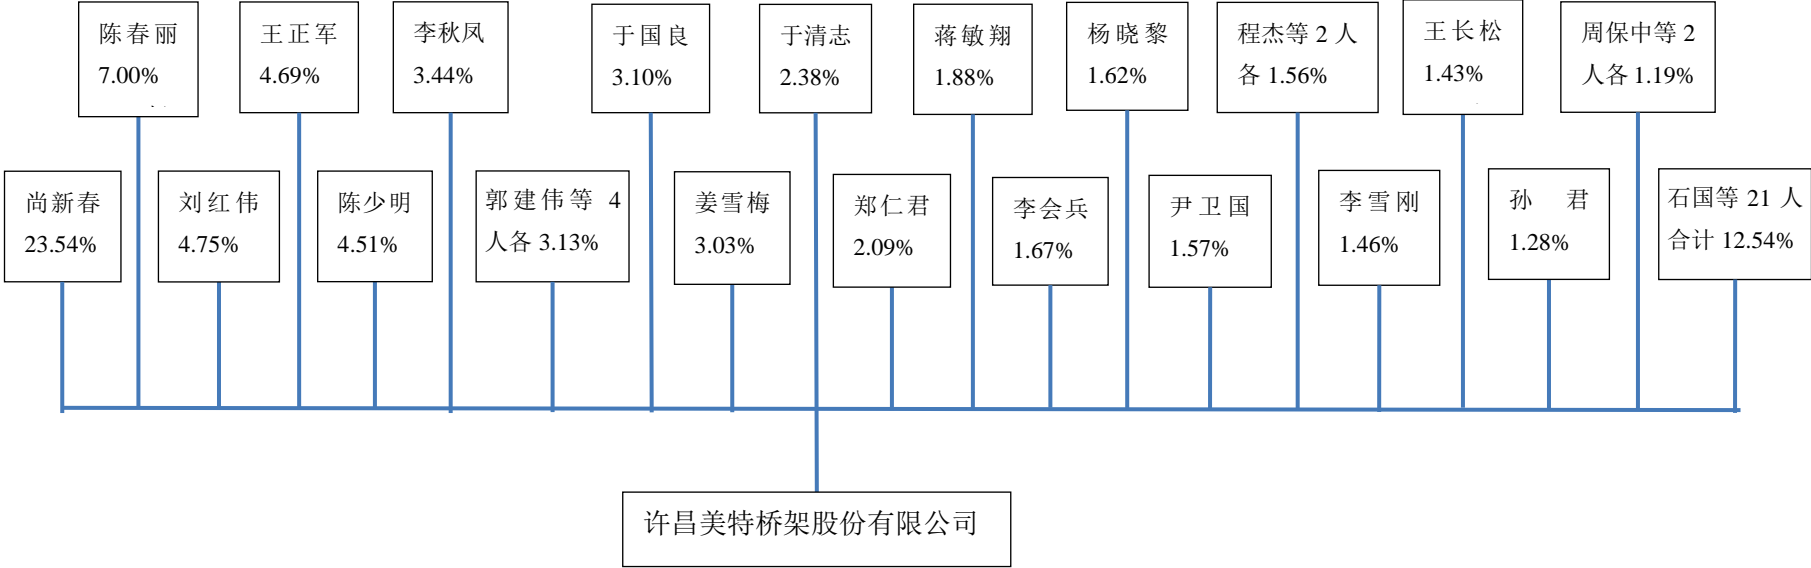 陈春丽
7.00%
王正军
4.69%
李秋凤
3.44%
于国良
3.10%
于清志
2.38%
蒋敏翔
1.88%
杨晓黎
1.62%
程杰等 2 人
各 1.56%
王长松
1.43%
周保中等 2
人各 1.19%
尚新春
23.54%
刘红伟
4.75%
陈少明
4.51%
郭建伟等 4
人各 3.13%
姜雪梅
3.03%
郑仁君
2.09%
李会兵
1.67%
尹卫国
1.57%
李雪刚
1.46%
孙 君
1.28%
石国等 21 人
合计 12.54%
许昌美特桥架股份有限公司